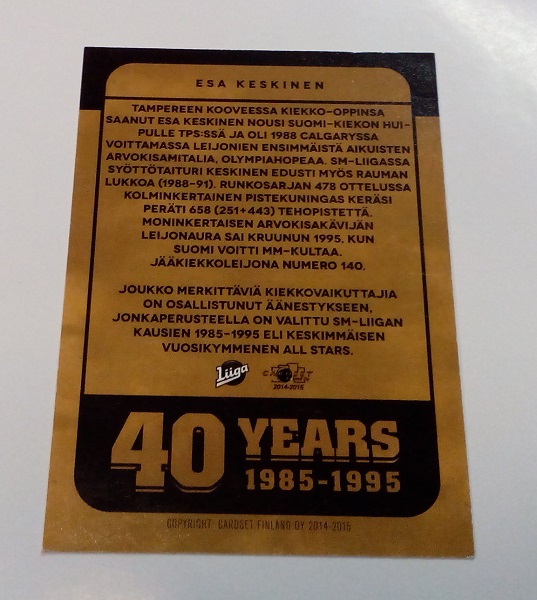 ESA KESKINEN
TAMPEREEN KOOVEESSA KIEKKO-OPPINSA
SAANUT ESA KESKINEN NOUSI SUOMI-KIEKON HUI-
PULLE TPS:SSÄ JA OLI 1988 CALGARYSSA
VOITTAMASSA LEIJONIEN ENSIMMÄISTÄ AIKUISTEN
ARVOKISAMITALIA, OLYMPIAHOPEAA. SM-LIIGASSA
SYÖTTÖTAITURI KESKINEN EDUSTI MYÖS RAUMAN
LUKKOA (1988-91). RUNKOSARJAN 478 OTTELUSSA
KOLMINKERTAINEN PISTEKUNINGAS KERÄSI
PERÄTI 658 (251+443) TEHOPISTETTÄ.
MONINKERTAISEN ARVOKISAKÄVIJÄN
LEIJONAURA SAI KRUUNUN 1995, KUN
SUOMI VOITTI MM-KULTAA.
JÄÄKIEKKOLEIJONA NUMERO 140.
JOUKKO MERKITTÄVIÄ KIEKKOVAIKUTTAJIA
ON OSALLISTUNUT ÄÄNESTYKSEEN,
JONKAPERUSTEELLA ON VALITTU SM-LIIGAN
KAUSIEN 1985-1995 ELI KESKIMMÄISEN
VUOSIKYMMENEN ALL STARS.
Liiga
2014-2015
40 YEARS
1985-1995
COPYRIGHT: CARDSET FINLAND OY 2014-2015